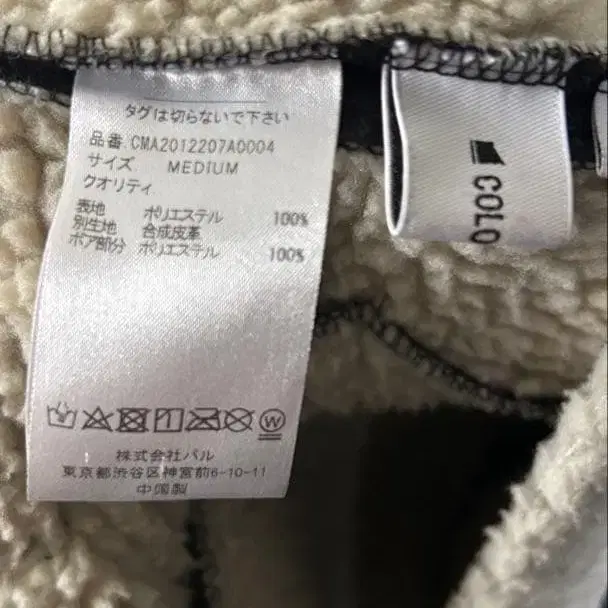 タグは切らないで下さい
品番 CMA2012207A0004
サイズ MEDIUM
クオリティ
表地 ポリエステル 100%
別生地 合成皮革
ボア部分 ポリエステル 100%
W
株式会社パル
東京都渋谷区神宮前6-10-11
中国製
COLO